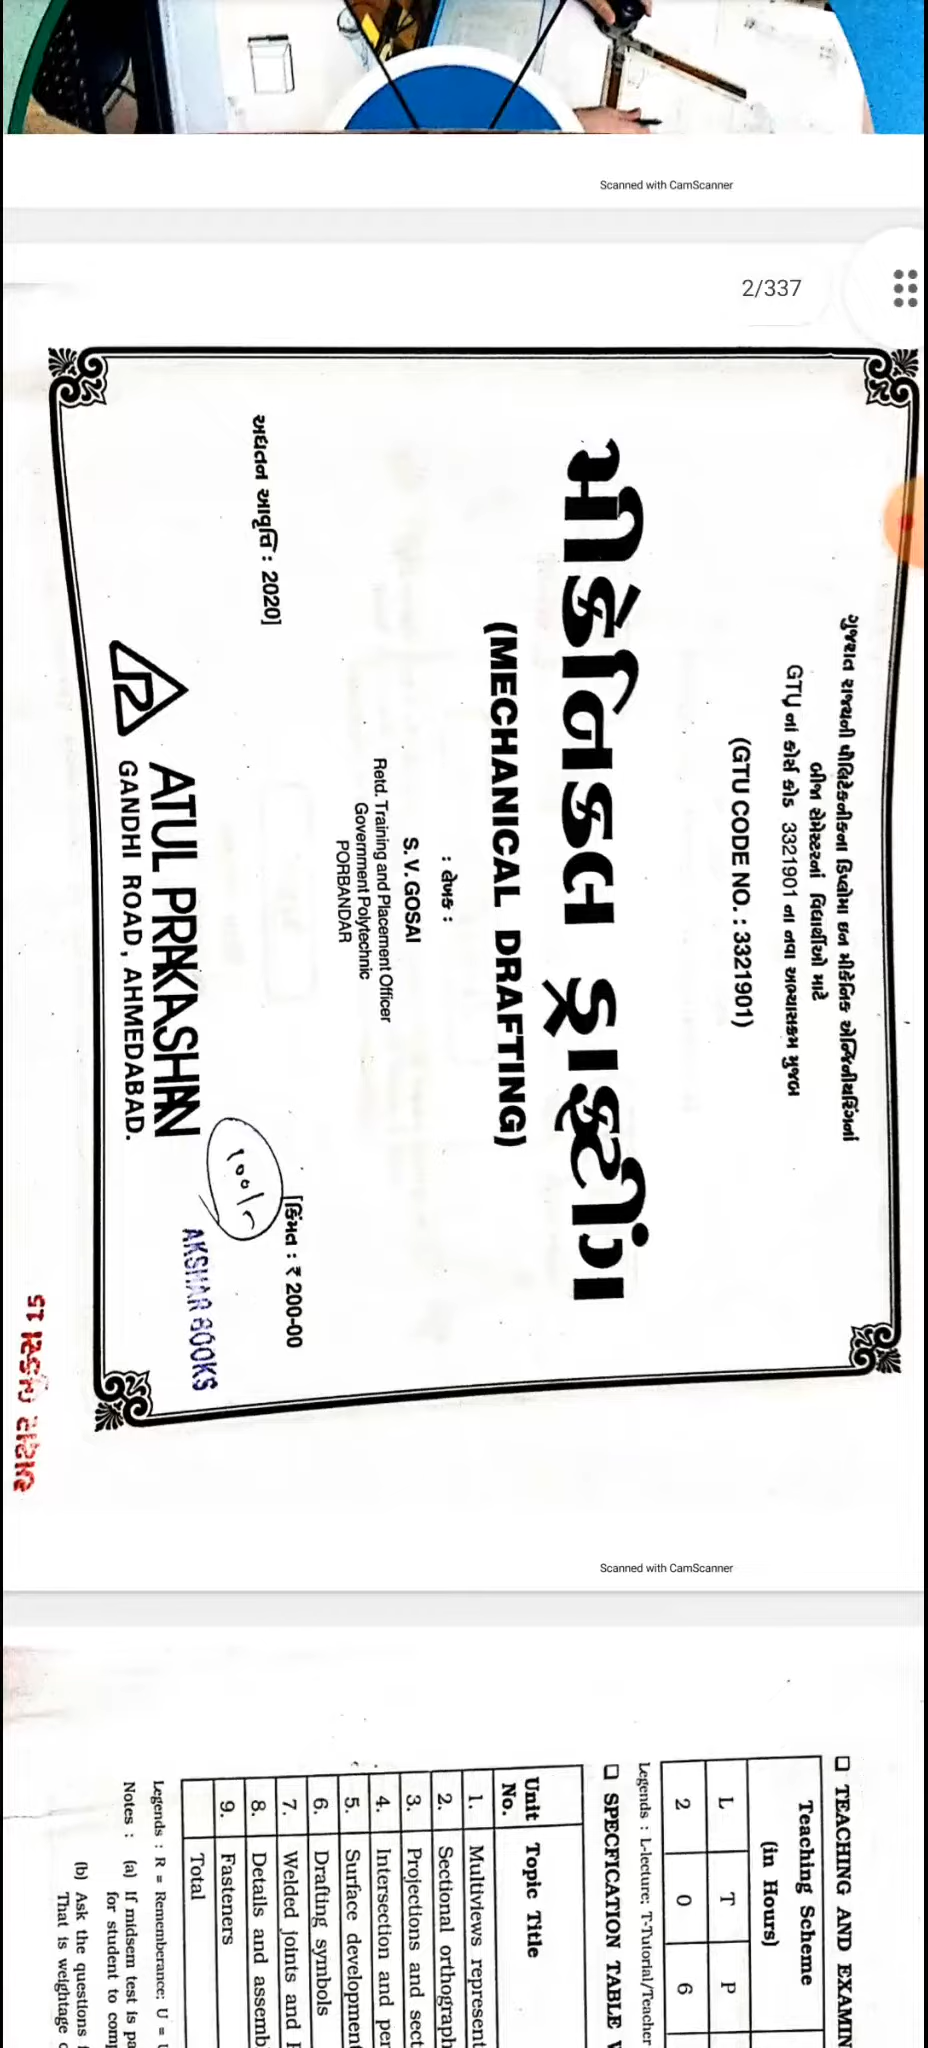 Scanned with CamScanner
2/337
ગુજરાત રાજ્યની પોલિટેકનીકના ડિપ્લોમા ઇન મીકેનિક એન્જિનીયરિંગનાં
બીજા સેમેસ્ટરનાં વિદ્યાર્થીઓ માટે
GTU નાં કોર્સ કોડ 3321901 ના નવા અભ્યાસક્રમ મુજબ
(GTU CODE NO. : 3321901)
મીકેનિકલ ડ્રાફ્ટીંગ
(MECHANICAL DRAFTING)
: લેખક :
S. V. GOSAI
Retd. Training and Placement Officer
Government Polytechnic
PORBANDAR
અદ્યતન આવૃત્તિ : 2020]
[કિંમત : ₹ 200-00
ATUL PRAKASHAN
GANDHI ROAD, AHMEDABAD.
AKSHAR BOOKS
Scanned with CamScanner
❑ TEACHING AND EXAMIN
Teaching Scheme
(in Hours)
L T P
2 0 6
Legends : L-lecture; T-Tutorial/Teacher
❑ SPECFICATION TABLE
Unit No. Topic Title
1. Multiviews represent
2. Sectional orthograph
3. Projections and sect
4. Intersection and per
5. Surface development
6. Drafting symbols
7. Welded joints and
8. Details and assemb
9. Fasteners
Total
Legends : R = Rememberance; U =
Notes : (a) If midsem test is pa
for student to comp
(b) Ask the questions
That is weightage